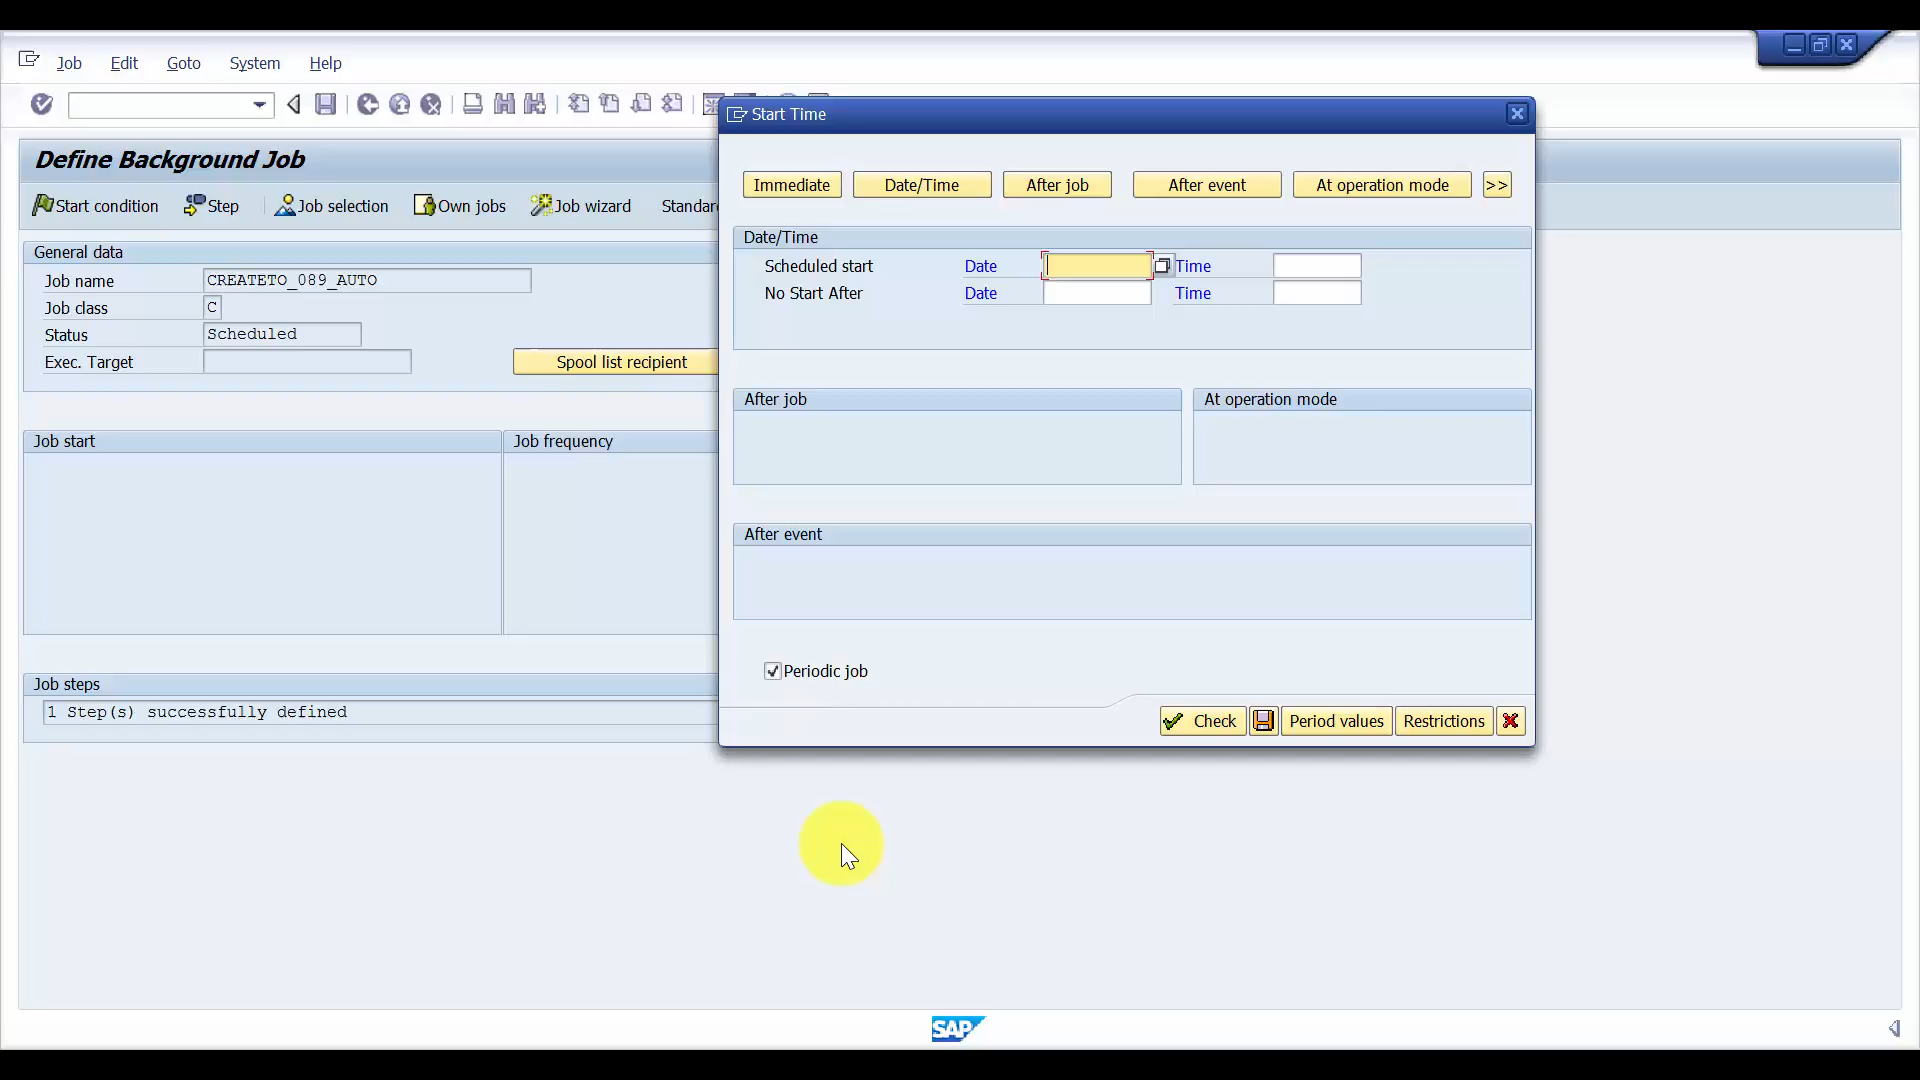 Job Edit Goto System Help
Define Background Job
Start condition Step Job selection Own jobs Job wizard Standar
General data
Job name CREATETO_089_AUTO
Job class C
Status Scheduled
Exec. Target
Spool list recipient
Job start Job frequency
Job steps
1 Step(s) successfully defined
Start Time
Immediate Date/Time After job After event At operation mode >>
Date/Time
Scheduled start Date Time
No Start After Date Time
After job At operation mode
After event
Periodic job
Check Period values Restrictions
SAP